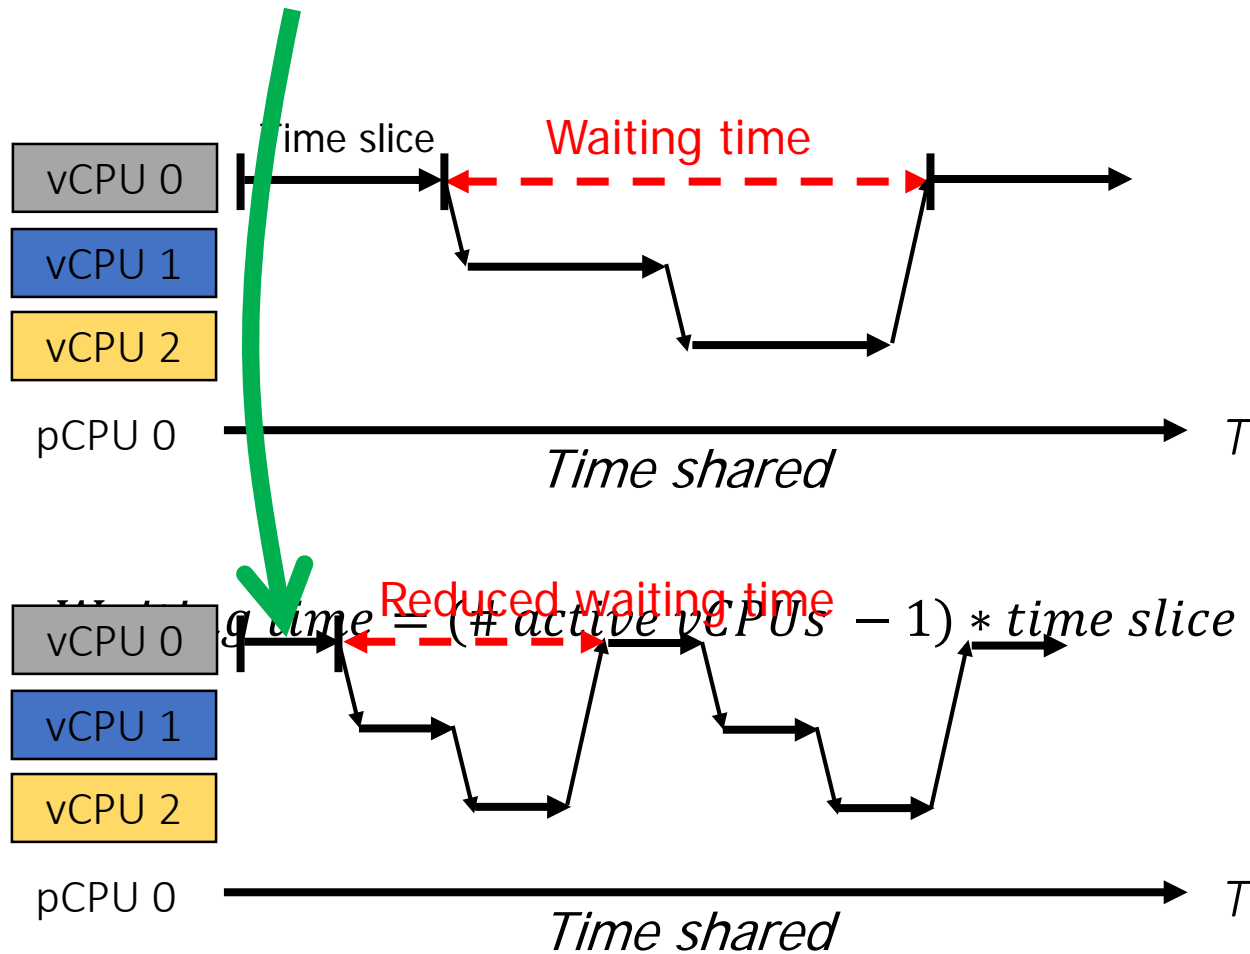 Time slice
Waiting time
vCPU 0
vCPU 1
vCPU 2
pCPU 0
T
Time shared
Reduced waiting time
time = (# active vCPUs − 1) ∗ time slice
vCPU 0
vCPU 1
vCPU 2
pCPU 0
T
Time shared